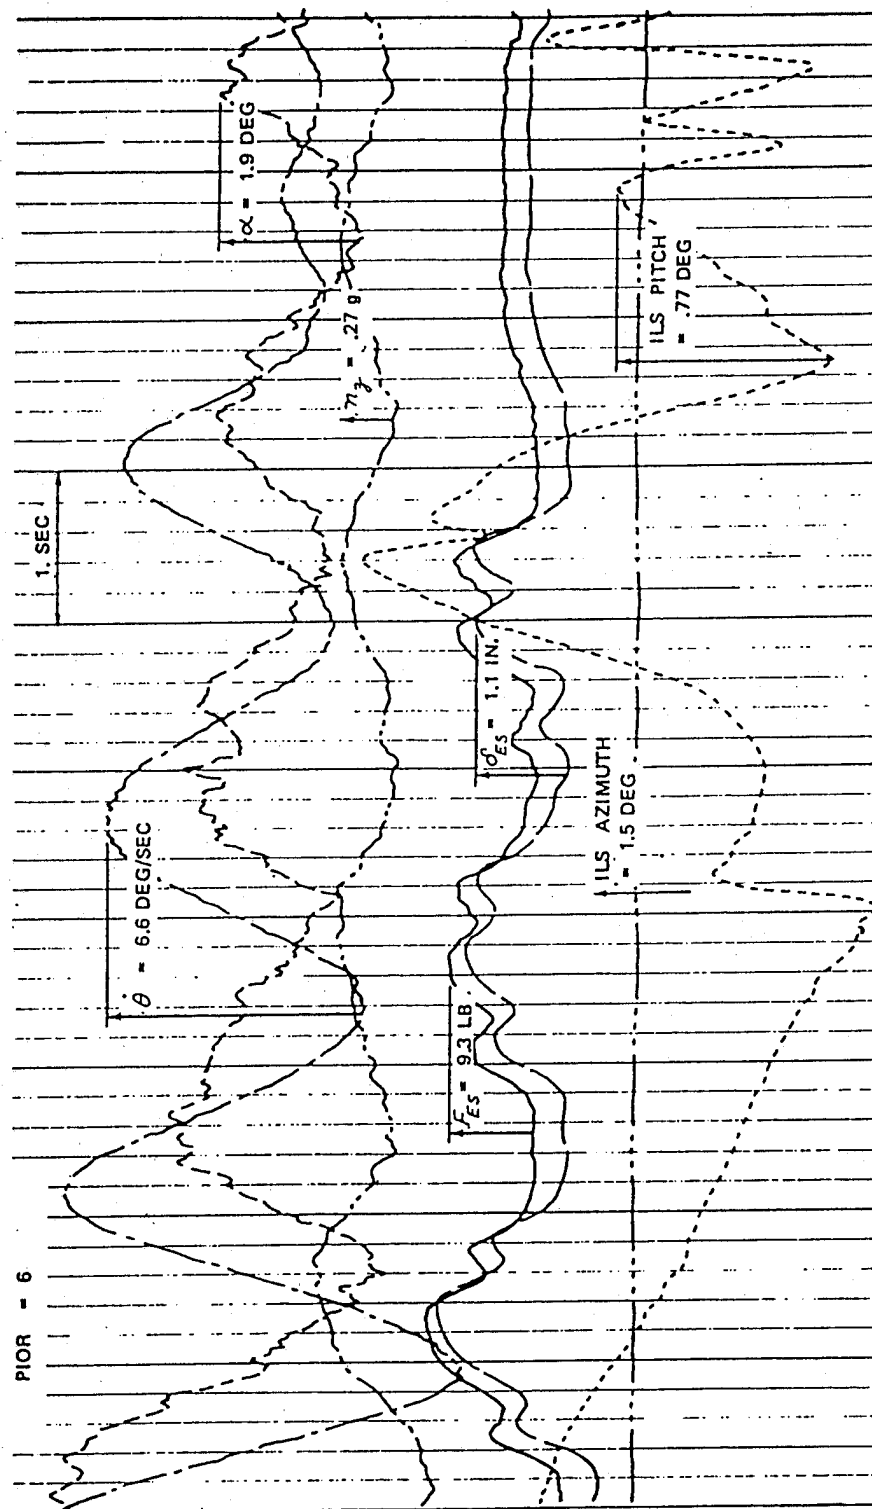 PIOR = 6
θ̇ = 6.6 DEG/SEC
1. SEC
α = 1.9 DEG
n_z = .27 g
F_ES = 9.3 LB
δ_ES = 1.1 IN.
ILS AZIMUTH
= 1.5 DEG
ILS PITCH
= .77 DEG